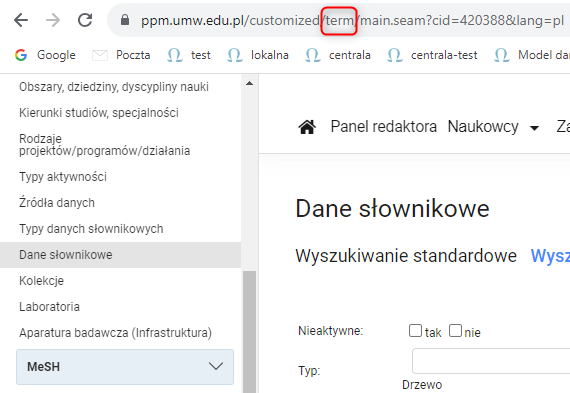 ppm.umw.edu.pl/customized/term/main.seam?cid=420388&lang=pl
Google Poczta test lokalna centrala centrala-test Model da
Obszary, dziedziny, dyscypliny nauki
Kierunki studiów, specjalności
Rodzaje
projektów/programów/działania
Typy aktywności
Źródła danych
Typy danych słownikowych
Dane słownikowe
Kolekcje
Laboratoria
Aparatura badawcza (Infrastruktura)
MeSH
Panel redaktora Naukowcy Za
Dane słownikowe
Wyszukiwanie standardowe Wysz
Nieaktywne: tak nie
Typ:
Drzewo